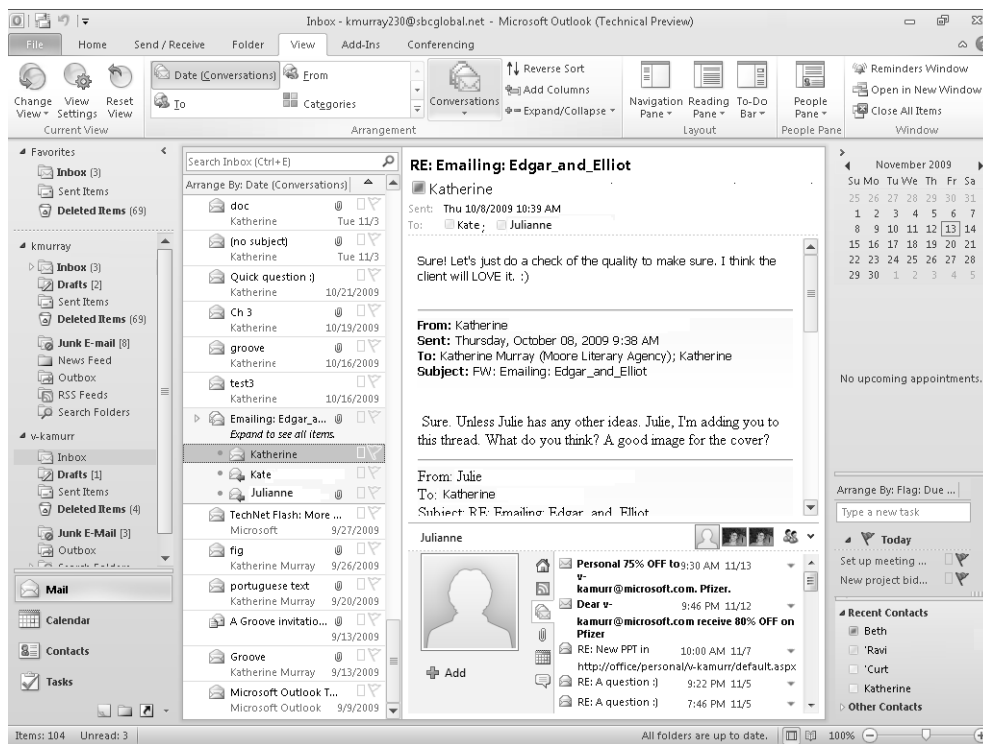 Inbox - kmurray230@sbcglobal.net - Microsoft Outlook (Technical Preview)
File Home Send / Receive Folder View Add-Ins Conferencing
Change View Settings Reset View
Current View
Date (Conversations) From
To Categories
Arrangement
Conversations
Reverse Sort
Add Columns
Expand/Collapse
Navigation Pane Reading Pane To-Do Bar
Layout
People Pane
People Pane
Reminders Window
Open in New Window
Close All Items
Window
Favorites
Inbox (3)
Sent Items
Deleted Items (69)
kmurray
Inbox (3)
Drafts [2]
Sent Items
Deleted Items (69)
Junk E-mail [8]
News Feed
Outbox
RSS Feeds
Search Folders
v-kamurr
Inbox
Drafts [1]
Sent Items
Deleted Items (4)
Junk E-Mail [3]
Outbox
Mail
Calendar
Contacts
Tasks
Search Inbox (Ctrl+E)
Arrange By: Date (Conversations)
doc
Katherine Tue 11/3
(no subject)
Katherine Tue 11/3
Quick question :)
Katherine 10/21/2009
Ch 3
Katherine 10/19/2009
groove
Katherine 10/16/2009
test3
Katherine 10/16/2009
Emailing: Edgar_a...
Expand to see all items.
Katherine
Kate
Julianne
TechNet Flash: More ...
Microsoft 9/27/2009
fig
Katherine Murray 9/26/2009
portuguese text
Katherine Murray 9/20/2009
A Groove invitatio...
9/13/2009
Groove
Katherine Murray 9/13/2009
Microsoft Outlook T...
Microsoft Outlook 9/9/2009
RE: Emailing: Edgar_and_Elliot
Katherine
Sent: Thu 10/8/2009 10:39 AM
To: Kate; Julianne
Sure! Let's just do a check of the quality to make sure. I think the
client will LOVE it. :)
From: Katherine
Sent: Thursday, October 08, 2009 9:38 AM
To: Katherine Murray (Moore Literary Agency); Katherine
Subject: FW: Emailing: Edgar_and_Elliot
Sure. Unless Julie has any other ideas. Julie, I'm adding you to
this thread. What do you think? A good image for the cover?
From: Julie
To: Katherine
Subject: RE: Emailing: Edgar_and_Elliot
Julianne
Add
Personal 75% OFF to 9:30 AM 11/13
v-
kamurr@microsoft.com. Pfizer.
Dear v- 9:46 PM 11/12
kamurr@microsoft.com receive 80% OFF on
Pfizer
RE: New PPT in 10:00 AM 11/7
http://office/personal/v-kamurr/default.aspx
RE: A question :) 9:22 PM 11/5
RE: A question :) 7:46 PM 11/5
November 2009
Su Mo Tu We Th Fr Sa
25 26 27 28 29 30 31
1 2 3 4 5 6 7
8 9 10 11 12 13 14
15 16 17 18 19 20 21
22 23 24 25 26 27 28
29 30 1 2 3 4 5
No upcoming appointments.
Arrange By: Flag: Due ...
Type a new task
Today
Set up meeting ...
New project bid...
Recent Contacts
Beth
'Ravi
'Curt
Katherine
Other Contacts
Items: 104 Unread: 3
All folders are up to date. 100%